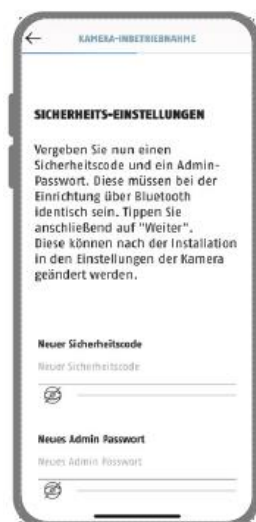 KAMERA-INBETRIEBNAHME
SICHERHEITS-EINSTELLUNGEN
Vergeben Sie nun einen
Sicherheitscode und ein Admin-
Passwort. Diese müssen bei der
Einrichtung über Bluetooth
identisch sein. Tippen Sie
anschließend auf "Weiter".
Diese können nach der Installation
in den Einstellungen der Kamera
geändert werden.
Neuer Sicherheitscode
Neuer Sicherheitscode
Neues Admin Passwort
Neues Admin Passwort